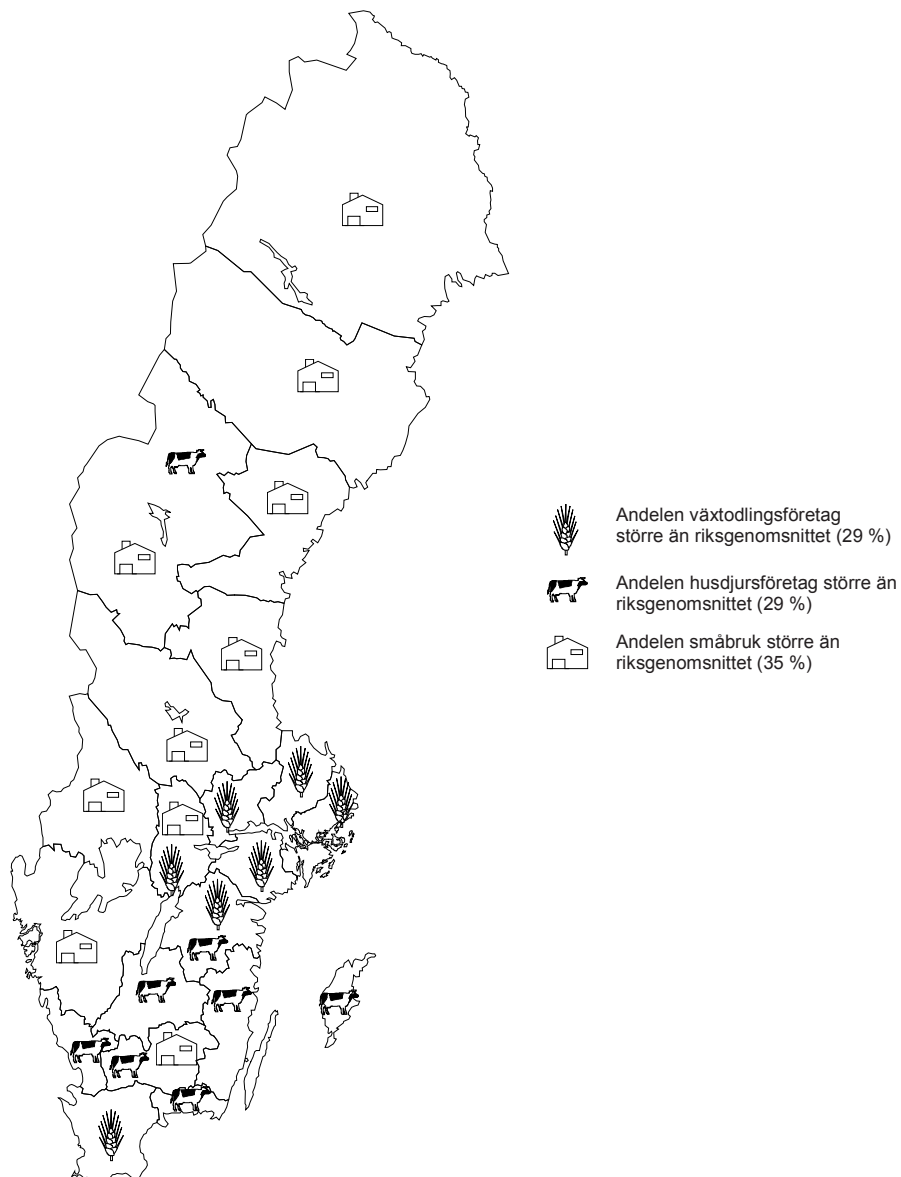 Andelen växtodlingsföretag
större än riksgenomsnittet (29 %)
Andelen husdjursföretag större än
riksgenomsnittet (29 %)
Andelen småbruk större än
riksgenomsnittet (35 %)